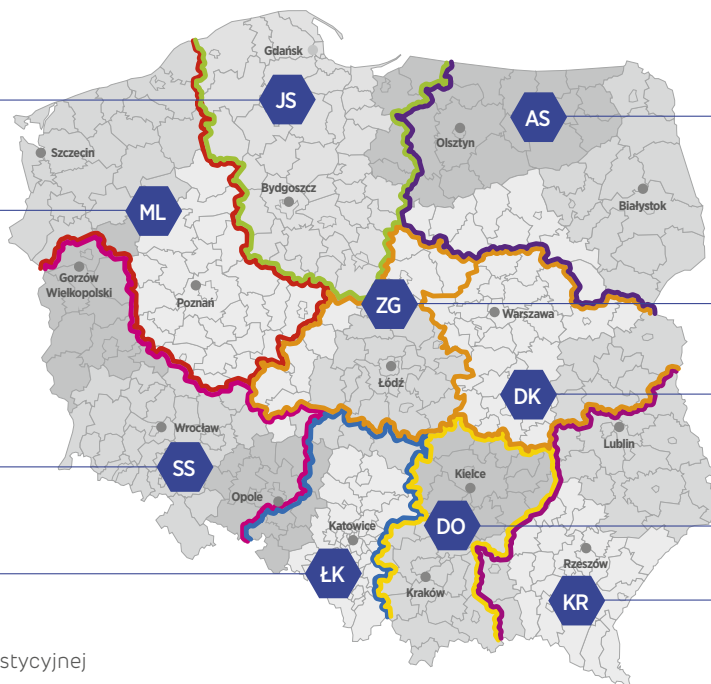 Gdańsk
JS
AS
Olsztyn
Szczecin
Bydgoszcz
Białystok
ML
Gorzów
Wielkopolski
Poznań
ZG
Warszawa
Łódź
DK
Wrocław
Lublin
SS
Opole
Kielce
DO
Katowice
Rzeszów
ŁK
Kraków
KR
stycyjnej